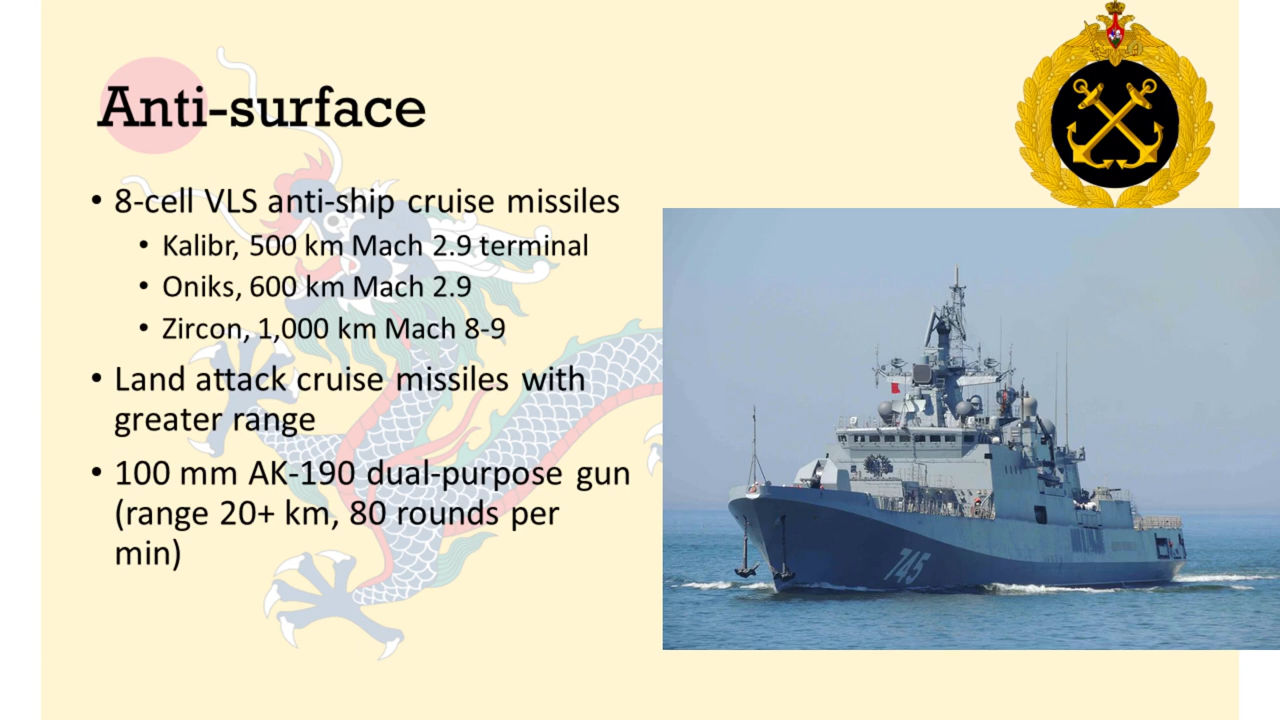 Anti-surface
• 8-cell VLS anti-ship cruise missiles
• Kalibr, 500 km Mach 2.9 terminal
• Oniks, 600 km Mach 2.9
• Zircon, 1,000 km Mach 8-9
• Land attack cruise missiles with
greater range
• 100 mm AK-190 dual-purpose gun
(range 20+ km, 80 rounds per
min)
745